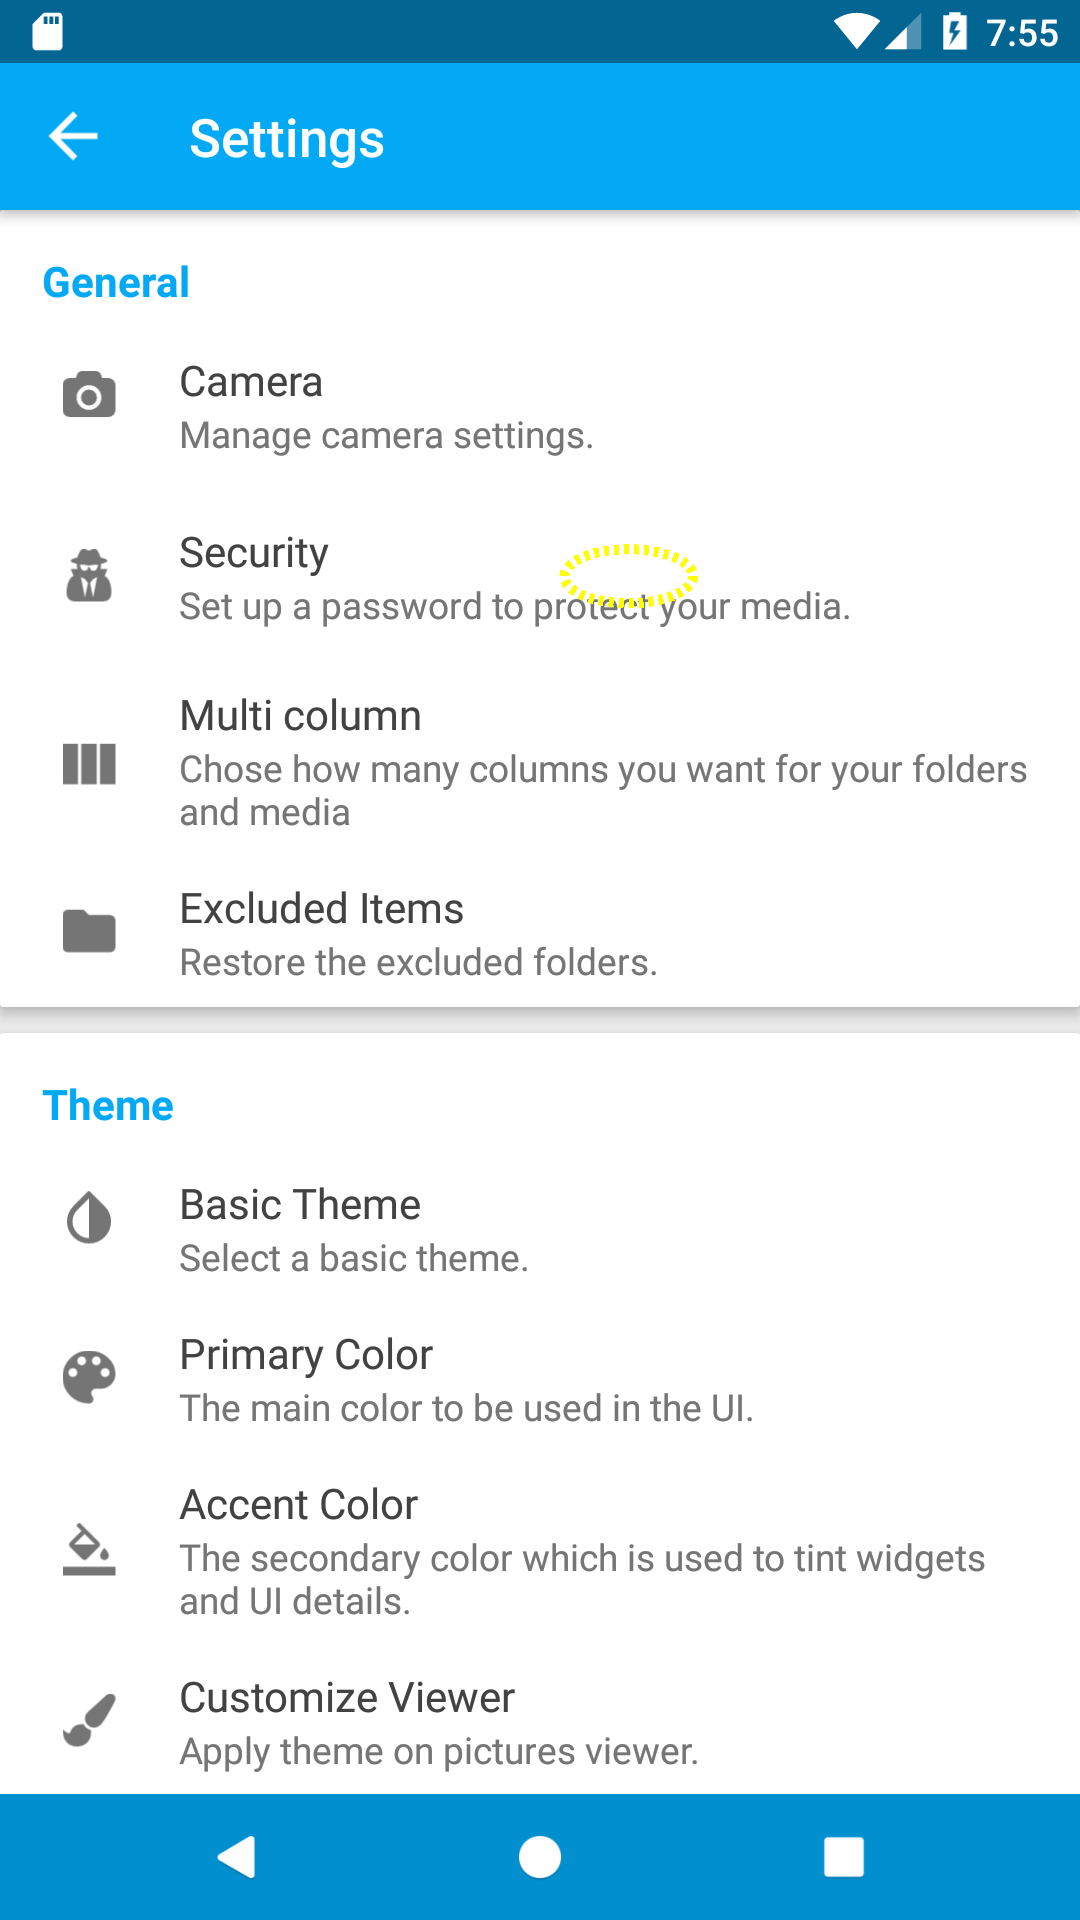 7:55
Settings
General
Camera
Manage camera settings.
Security
Set up a password to protect your media.
Multi column
Chose how many columns you want for your folders
and media
Excluded Items
Restore the excluded folders.
Theme
Basic Theme
Select a basic theme.
Primary Color
The main color to be used in the UI.
Accent Color
The secondary color which is used to tint widgets
and UI details.
Customize Viewer
Apply theme on pictures viewer.